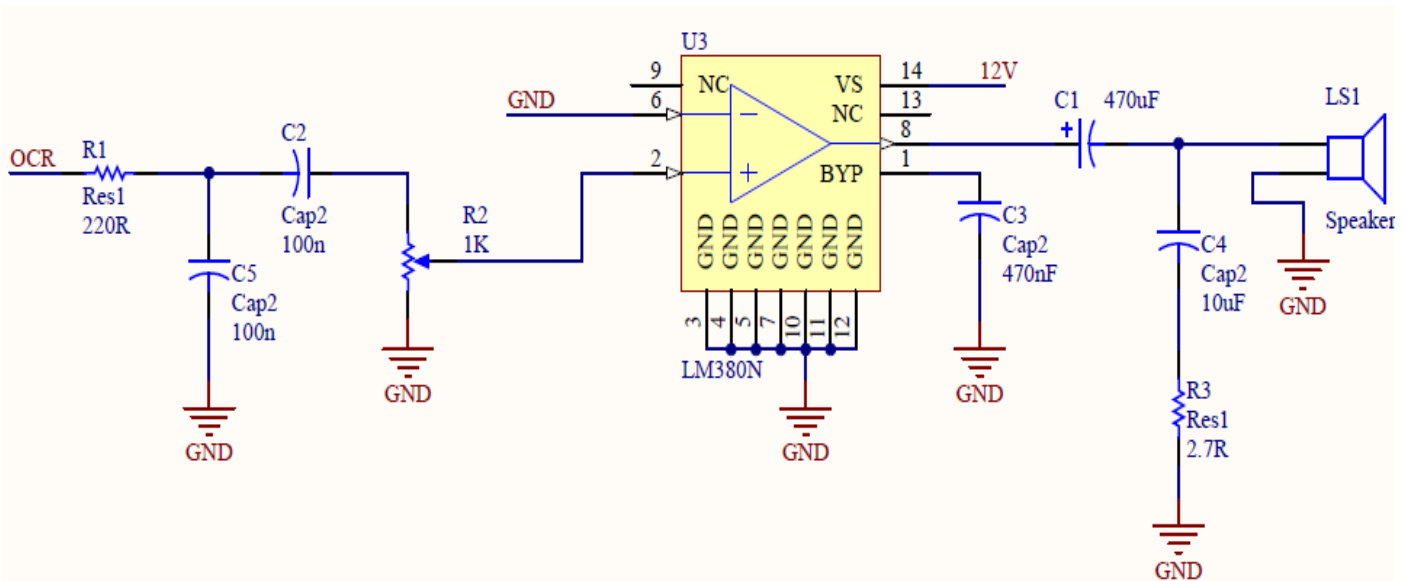 OCR
R1
Res1
220R
C5
Cap2
100n
GND
C2
Cap2
100n
R2
1K
GND
U3
9
NC
GND
6
−
2
+
VS
14
12V
NC
13
8
BYP
1
GND GND GND GND GND GND GND
3 4 5 7 10 11 12
LM380N
GND
C3
Cap2
470nF
GND
C1
470uF
+
C4
Cap2
10uF
R3
Res1
2.7R
GND
LS1
Speaker
GND